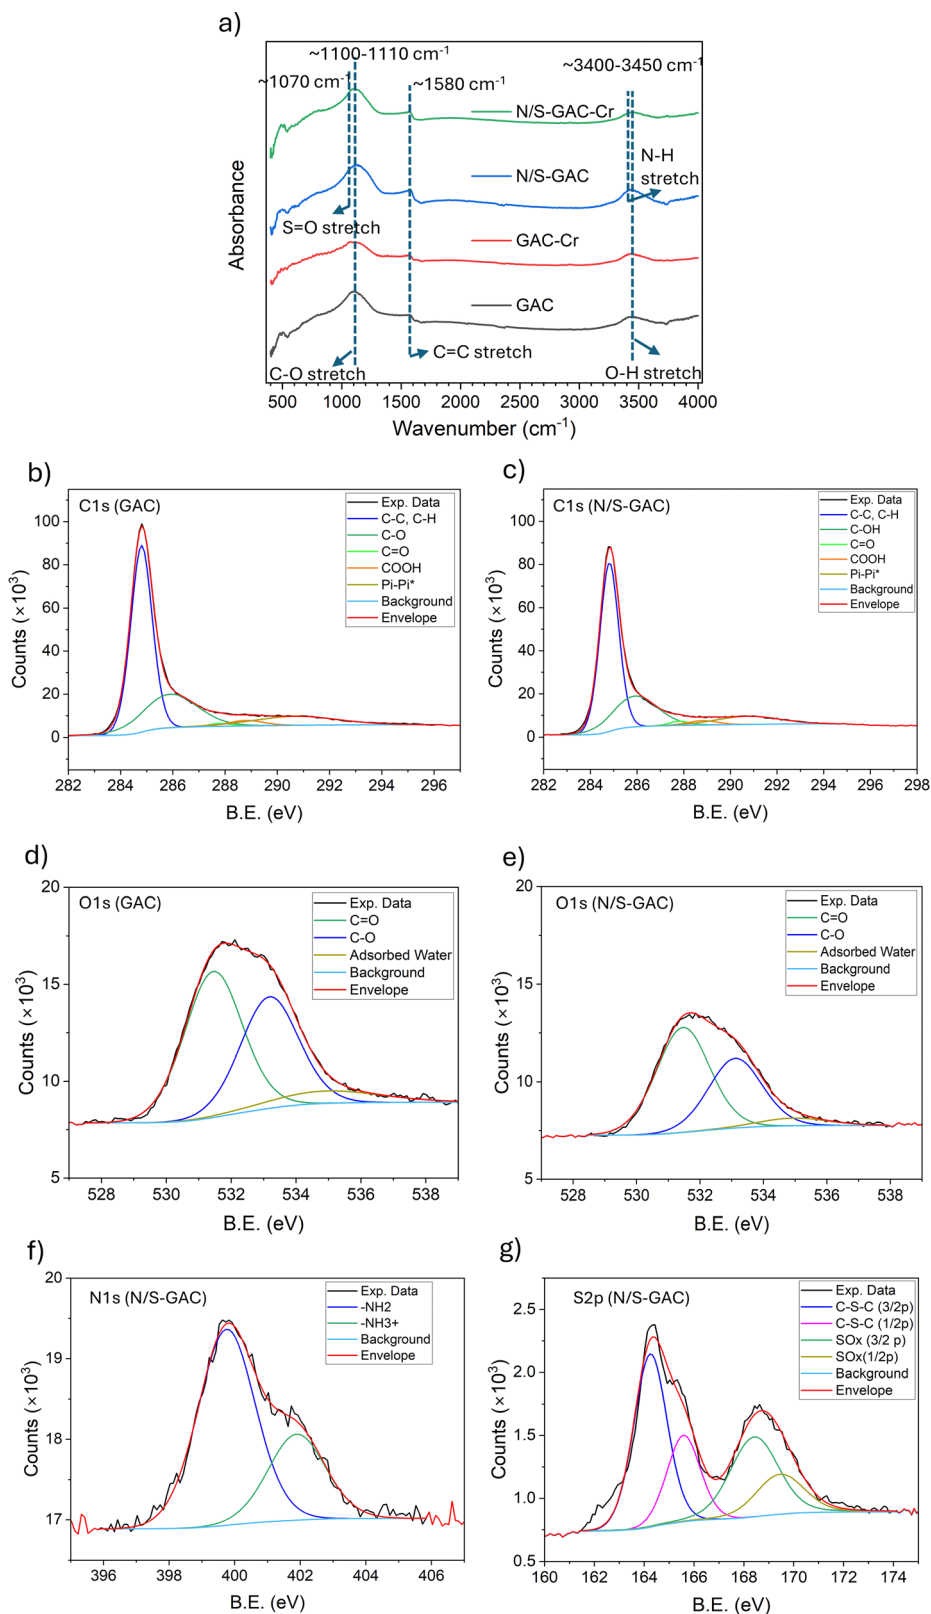 a)
~1100-1110 cm-1
~1070 cm-1
~1580 cm-1
~3400-3450 cm-1
N/S-GAC-Cr
N-H
stretch
N/S-GAC
S=O stretch
GAC-Cr
GAC
C=C stretch
C-O stretch
O-H stretch
Absorbance
500 1000 1500 2000 2500 3000 3500 4000
Wavenumber (cm-1)
b)
C1s (GAC)
Exp. Data
C-C, C-H
C-O
C=O
COOH
Pi-Pi*
Background
Envelope
100
80
60
40
20
0
Counts (×10³)
282 284 286 288 290 292 294 296
B.E. (eV)
c)
C1s (N/S-GAC)
Exp. Data
C-C, C-H
C-OH
C=O
COOH
Pi-Pi*
Background
Envelope
100
80
60
40
20
0
Counts (×10³)
282 284 286 288 290 292 294 296 298
B.E. (eV)
d)
O1s (GAC)
Exp. Data
C=O
C-O
Adsorbed Water
Background
Envelope
20
15
10
5
Counts (×10³)
528 530 532 534 536 538
B.E. (eV)
e)
O1s (N/S-GAC)
Exp. Data
C=O
C-O
Adsorbed Water
Background
Envelope
20
15
10
5
Counts (×10³)
528 530 532 534 536 538
B.E. (eV)
f)
N1s (N/S-GAC)
Exp. Data
-NH2
-NH3+
Background
Envelope
20
19
18
17
Counts (×10³)
396 398 400 402 404 406
B.E. (eV)
g)
S2p (N/S-GAC)
Exp. Data
C-S-C (3/2p)
C-S-C (1/2p)
SOx (3/2 p)
SOx(1/2p)
Background
Envelope
2.5
2.0
1.5
1.0
0.5
Counts (×10³)
160 162 164 166 168 170 172 174
B.E. (eV)